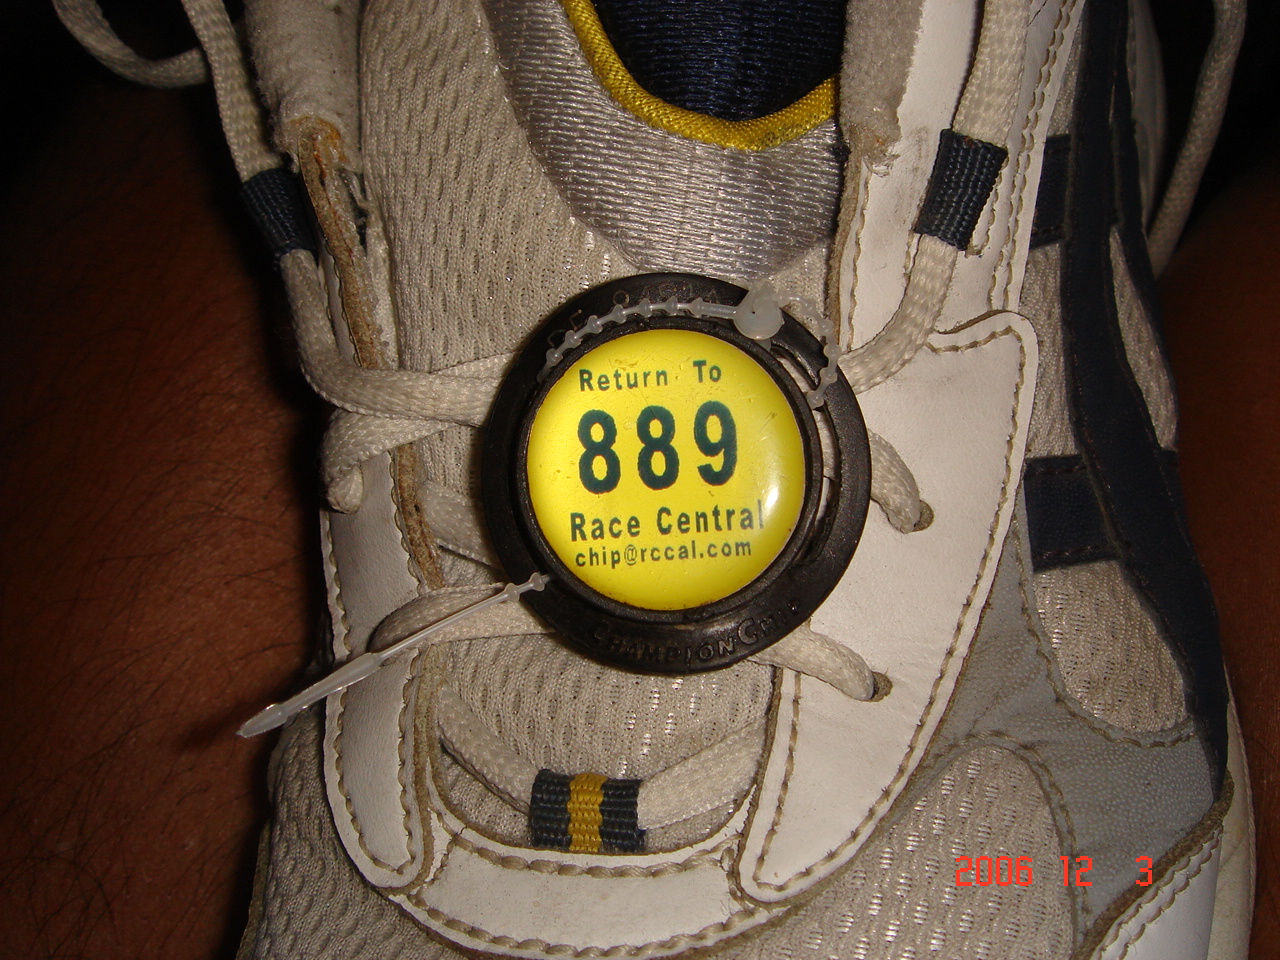 Return To
889
Race Central
chip@rccal.com
CHAMPIONCHIP
2006 12 3